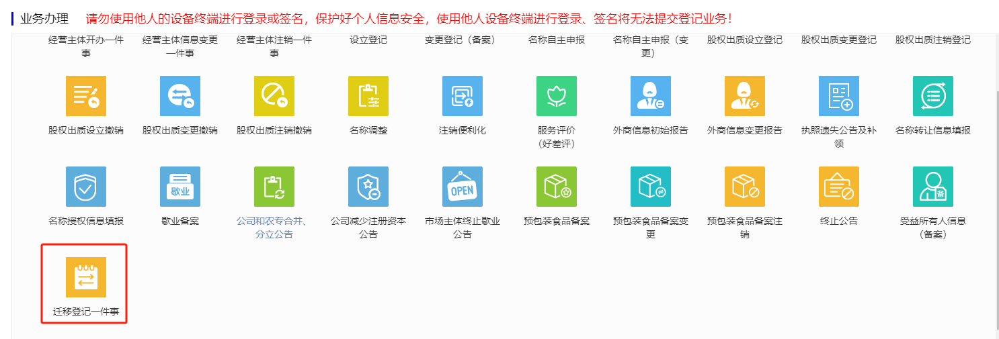 业务办理 请勿使用他人的设备终端进行登录或签名，保护好个人信息安全，使用他人设备终端进行登录、签名将无法提交登记业务！
经营主体开办一件 经营主体信息变更 经营主体注销一件 设立登记 变更登记（备案） 名称自主申报 名称自主申报（变 股权出质设立登记 股权出质变更登记 股权出质注销登记
事 一件事 事 更）
股权出质设立撤销 股权出质变更撤销 股权出质注销撤销 名称调整 注销便利化 服务评价 外商信息初始报告 外商信息变更报告 执照遗失公告及补 名称转让信息填报
（好差评） 领
歇业 OPEN 备
名称授权信息填报 歇业备案 公司和农专合并、 公司减少注册资本 市场主体终止歇业 预包装食品备案 预包装食品备案变 预包装食品备案注 终止公告 受益所有人信息
分立公告 公告 公告 更 销 （备案）
迁移登记一件事